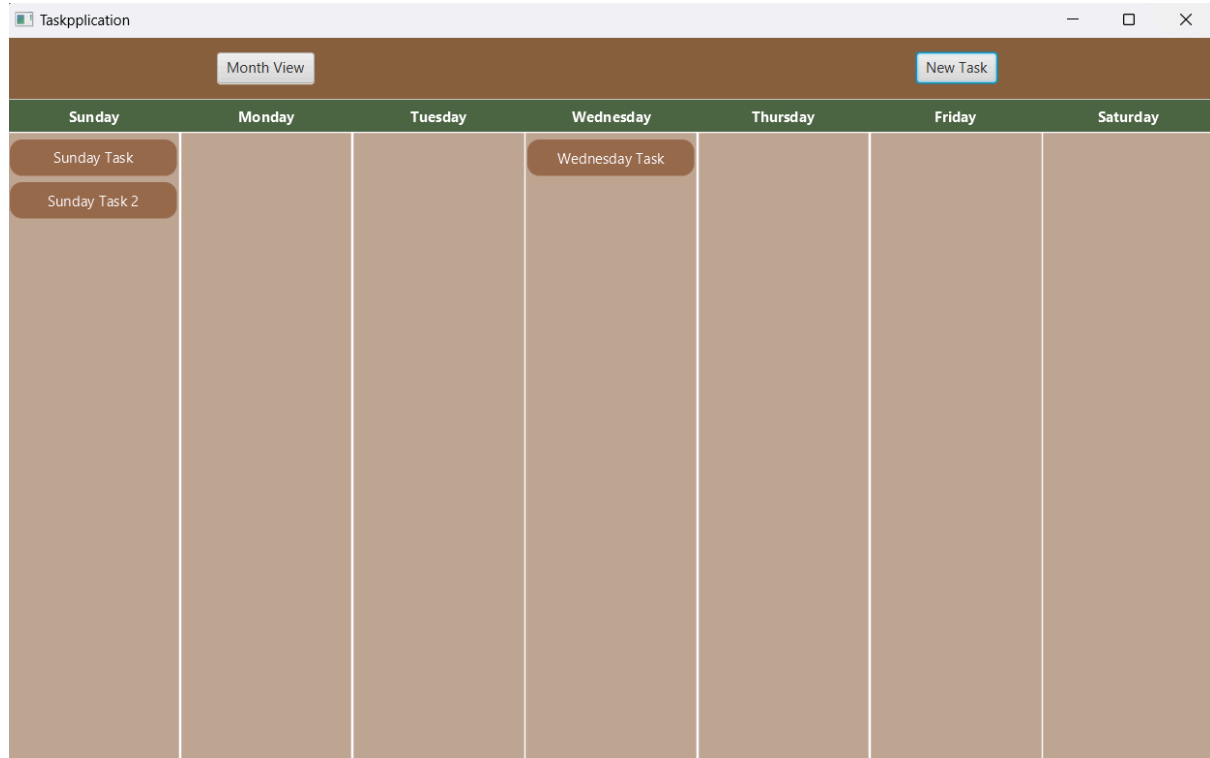 Taskpplication
Month View New Task
Sunday Monday Tuesday Wednesday Thursday Friday Saturday
Sunday Task Wednesday Task
Sunday Task 2